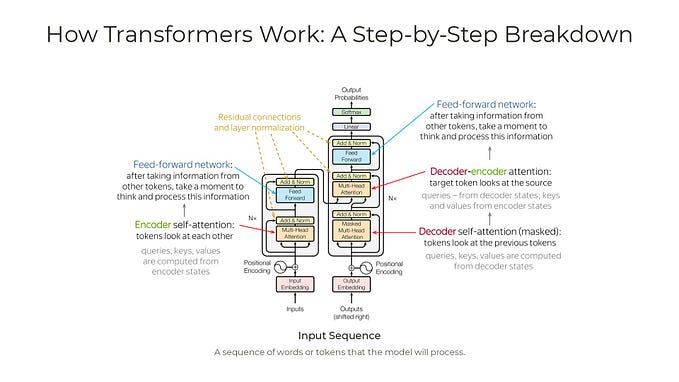 How Transformers Work: A Step-by-Step Breakdown
Output
Probabilities
Softmax
Linear
Add & Norm
Feed
Forward
Add & Norm
Multi-Head
Attention
Add & Norm
Masked
Multi-Head
Attention
N×
Positional
Encoding
Output
Embedding
Outputs
(shifted right)
Residual connections
and layer normalization
Add & Norm
Feed
Forward
Add & Norm
Multi-Head
Attention
N×
Positional
Encoding
Input
Embedding
Inputs
Feed-forward network:
after taking information from
other tokens, take a moment to
think and process this information
Encoder self-attention:
tokens look at each other
queries, keys, values
are computed from
encoder states
Feed-forward network:
after taking information from
other tokens, take a moment to
think and process this information
Decoder-encoder attention:
target token looks at the source
queries – from decoder states; keys
and values from encoder states
Decoder self-attention (masked):
tokens look at the previous tokens
queries, keys, values are computed
from decoder states
Input Sequence
A sequence of words or tokens that the model will process.